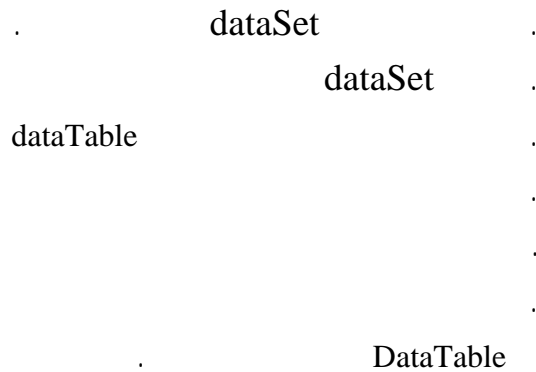 . dataSet .
dataSet .
dataTable .
.
.
.
. DataTable